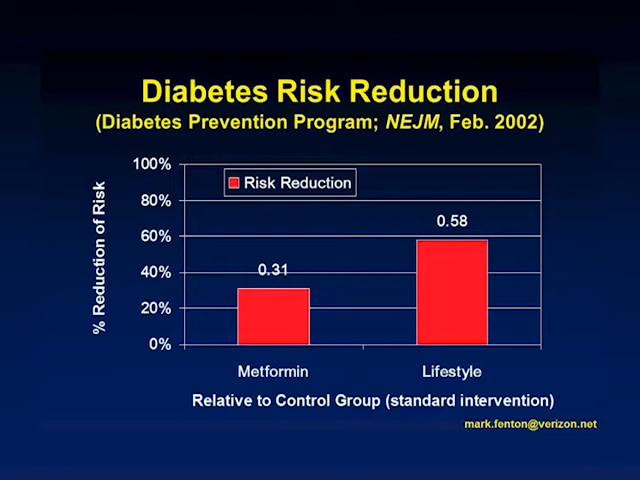 Diabetes Risk Reduction
(Diabetes Prevention Program; NEJM, Feb. 2002)
% Reduction of Risk
100%
80%
60%
40%
20%
0%
Risk Reduction
0.31
0.58
Metformin
Lifestyle
Relative to Control Group (standard intervention)
mark.fenton@verizon.net